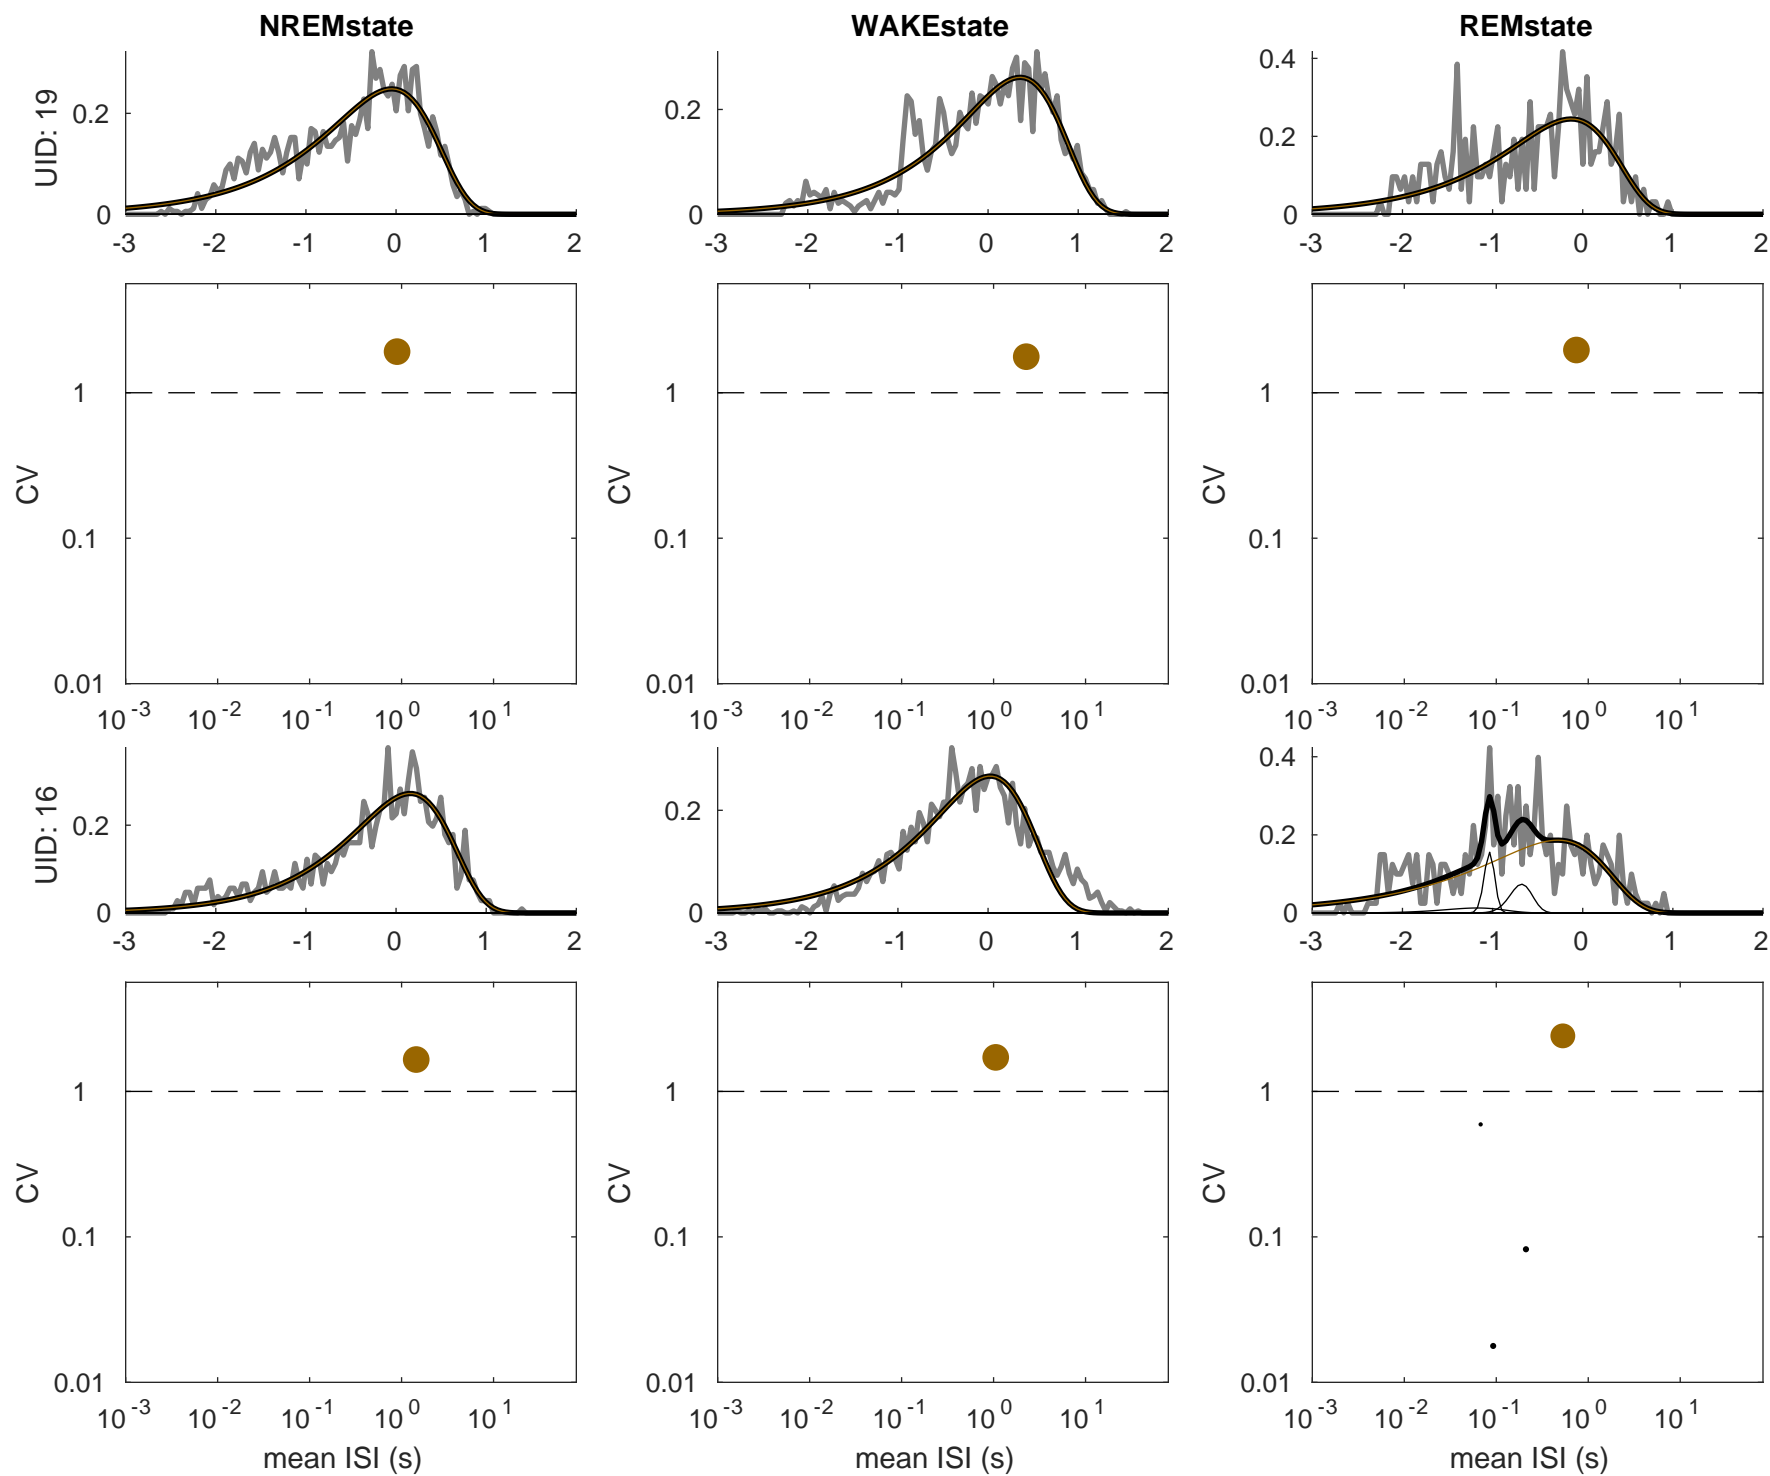 NREMstate WAKEstate REMstate
UID: 19
0.2 0 -3 -2 -1 0 1 2
0.2 0 -3 -2 -1 0 1 2
0.4 0.2 0 -3 -2 -1 0 1 2
CV 1 0.1 0.01
CV 1 0.1 0.01
CV 1 0.1 0.01
10^-3 10^-2 10^-1 10^0 10^1
10^-3 10^-2 10^-1 10^0 10^1
10^-3 10^-2 10^-1 10^0 10^1
UID: 16
0.2 0 -3 -2 -1 0 1 2
0.2 0 -3 -2 -1 0 1 2
0.4 0.2 0 -3 -2 -1 0 1 2
CV 1 0.1 0.01
CV 1 0.1 0.01
CV 1 0.1 0.01
10^-3 10^-2 10^-1 10^0 10^1
10^-3 10^-2 10^-1 10^0 10^1
10^-3 10^-2 10^-1 10^0 10^1
mean ISI (s) mean ISI (s) mean ISI (s)